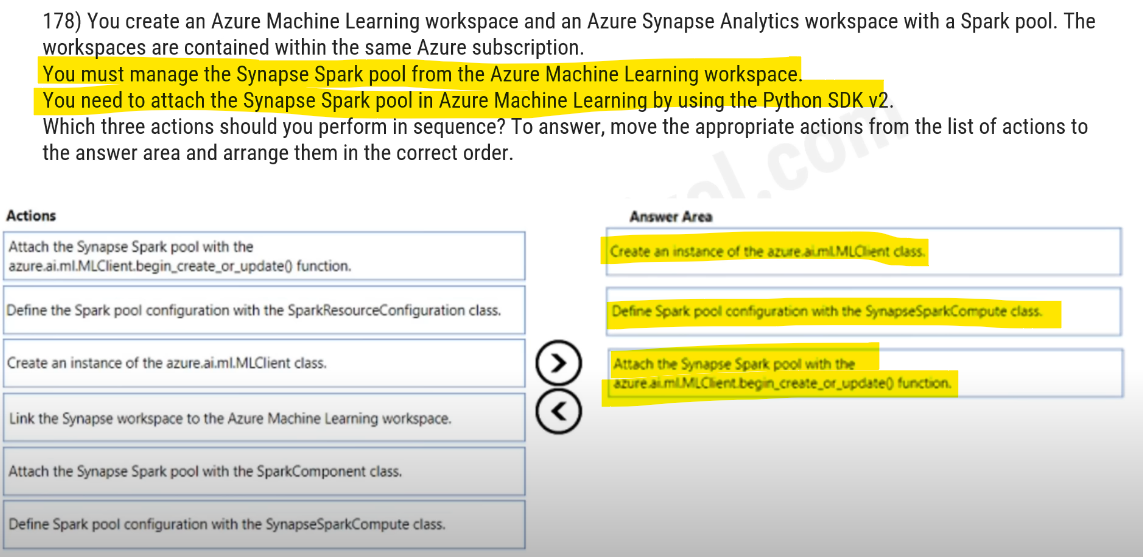 178) You create an Azure Machine Learning workspace and an Azure Synapse Analytics workspace with a Spark pool. The
workspaces are contained within the same Azure subscription.
You must manage the Synapse Spark pool from the Azure Machine Learning workspace.
You need to attach the Synapse Spark pool in Azure Machine Learning by using the Python SDK v2.
Which three actions should you perform in sequence? To answer, move the appropriate actions from the list of actions to
the answer area and arrange them in the correct order.
Actions
Attach the Synapse Spark pool with the
azure.ai.ml.MLClient.begin_create_or_update() function.
Define the Spark pool configuration with the SparkResourceConfiguration class.
Create an instance of the azure.ai.ml.MLClient class.
Link the Synapse workspace to the Azure Machine Learning workspace.
Attach the Synapse Spark pool with the SparkComponent class.
Define Spark pool configuration with the SynapseSparkCompute class.
Answer Area
Create an instance of the azure.ai.ml.MLClient class.
Define Spark pool configuration with the SynapseSparkCompute class.
Attach the Synapse Spark pool with the
azure.ai.ml.MLClient.begin_create_or_update() function.